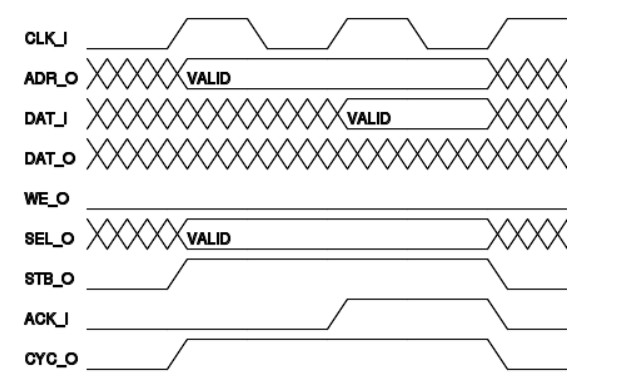 CLK_I
ADR_O VALID
DAT_I VALID
DAT_O
WE_O
SEL_O VALID
STB_O
ACK_I
CYC_O